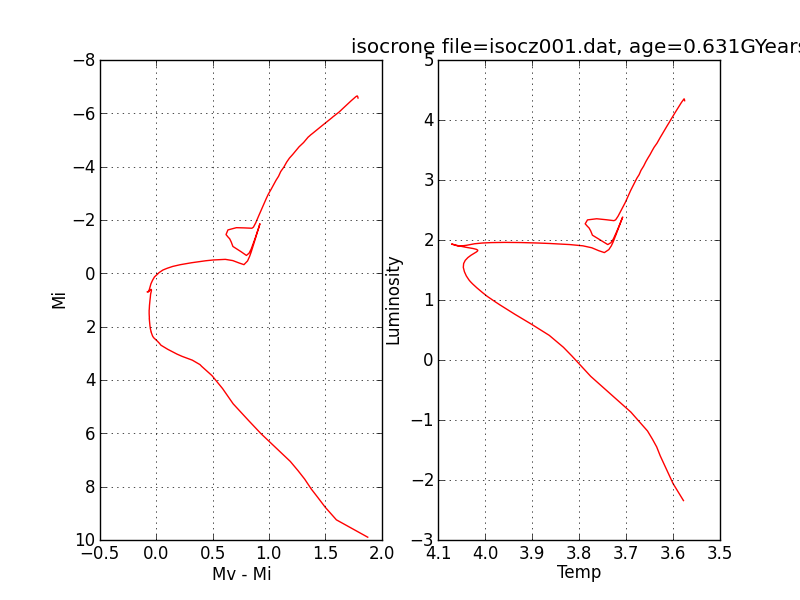 isocrone file=isocz001.dat, age=0.631GYears
−8
−6
−4
−2
0
2
4
6
8
10
Mi
−0.5 0.0 0.5 1.0 1.5 2.0
Mv - Mi
5
4
3
2
1
0
−1
−2
−3
Luminosity
4.1 4.0 3.9 3.8 3.7 3.6 3.5
Temp